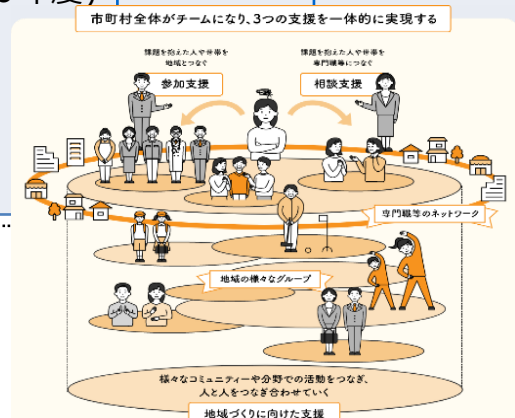 年度)
市町村全体がチームになり、3つの支援を一体的に実現する
課題を抱えた人や世帯を
地域とつなぐ
参加支援
課題を抱えた人や世帯を
専門職等につなぐ
相談支援
専門職等のネットワーク
地域の様々なグループ
様々なコミュニティーや分野での活動をつなぎ、
人と人をつなぎ合わせていく
地域づくりに向けた支援